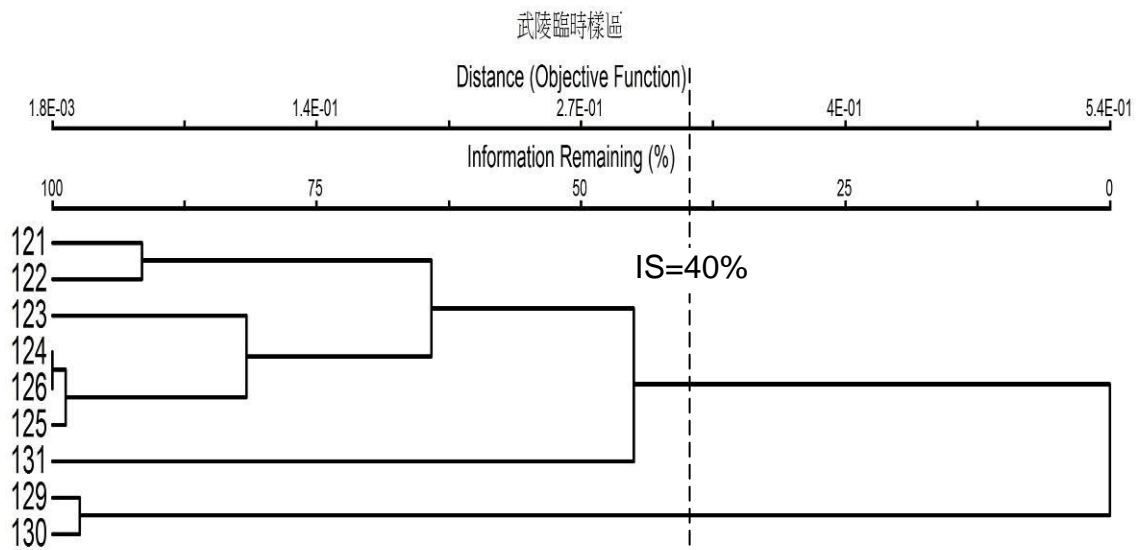 武陵臨時樣區
Distance (Objective Function)
1.8E-03 1.4E-01 2.7E-01 4E-01 5.4E-01
Information Remaining (%)
100 75 50 25 0
121
IS=40%
122
123
124
126
125
131
129
130